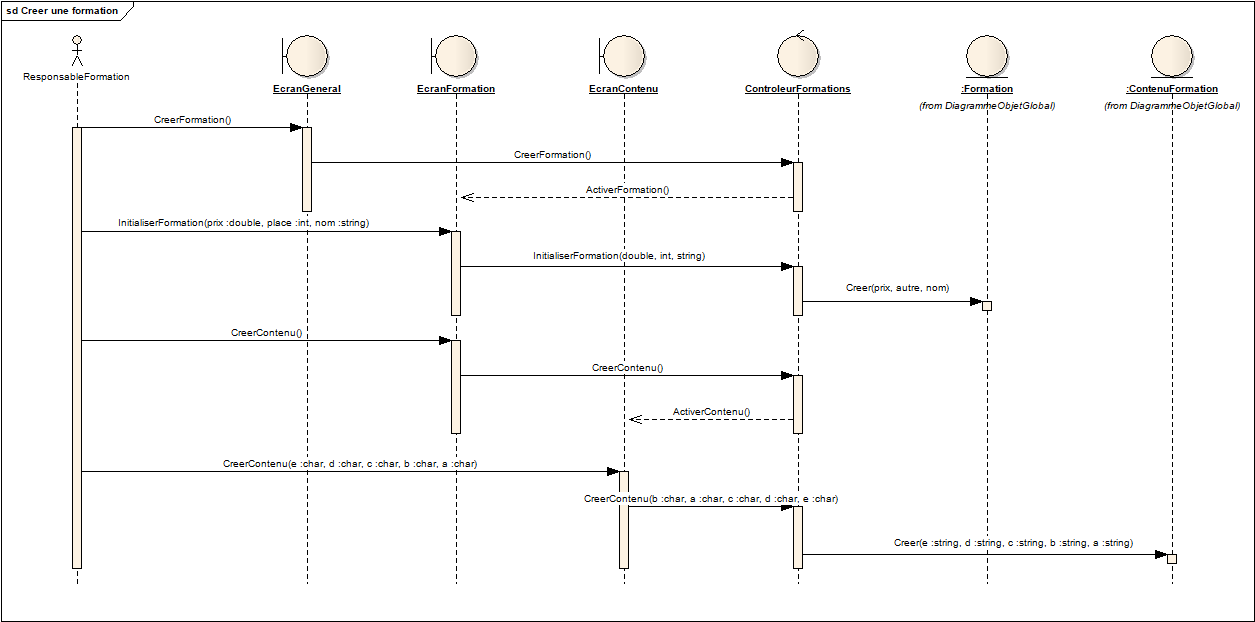 sd Creer une formation
ResponsableFormation
EcranGeneral
EcranFormation
EcranContenu
ControleurFormations
:Formation
:ContenuFormation
(from DiagrammeObjetGlobal)
(from DiagrammeObjetGlobal)
CreerFormation()
CreerFormation()
ActiverFormation()
InitialiserFormation(prix :double, place :int, nom :string)
InitialiserFormation(double, int, string)
Creer(prix, autre, nom)
CreerContenu()
CreerContenu()
ActiverContenu()
CreerContenu(e :char, d :char, c :char, b :char, a :char)
CreerContenu(b :char, a :char, c :char, d :char, e :char)
Creer(e :string, d :string, c :string, b :string, a :string)